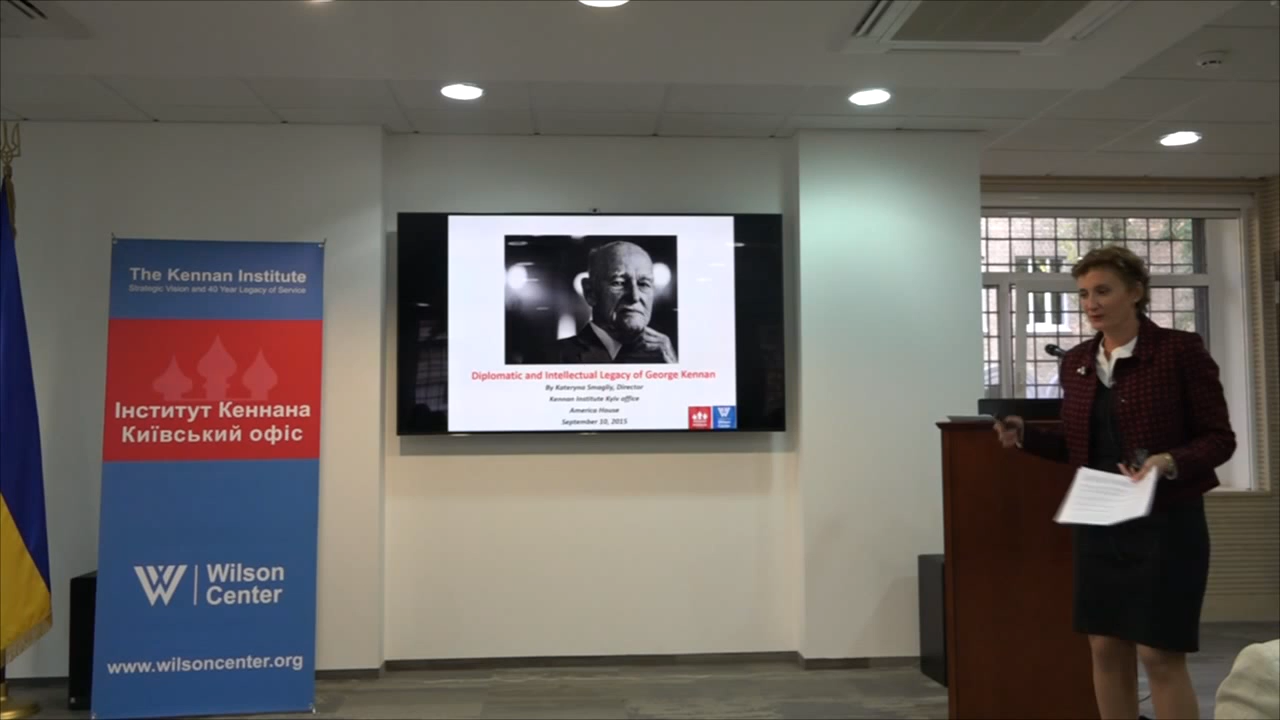 The Kennan Institute
Strategic Vision and 40 Year Legacy of Service
Інститут Кеннана
Київський офіс
W
Wilson
Center
www.wilsoncenter.org
Diplomatic and Intellectual Legacy of George Kennan
By Kateryna Smagliy, Director
Kennan Institute Kyiv office
America House
September 10, 2015